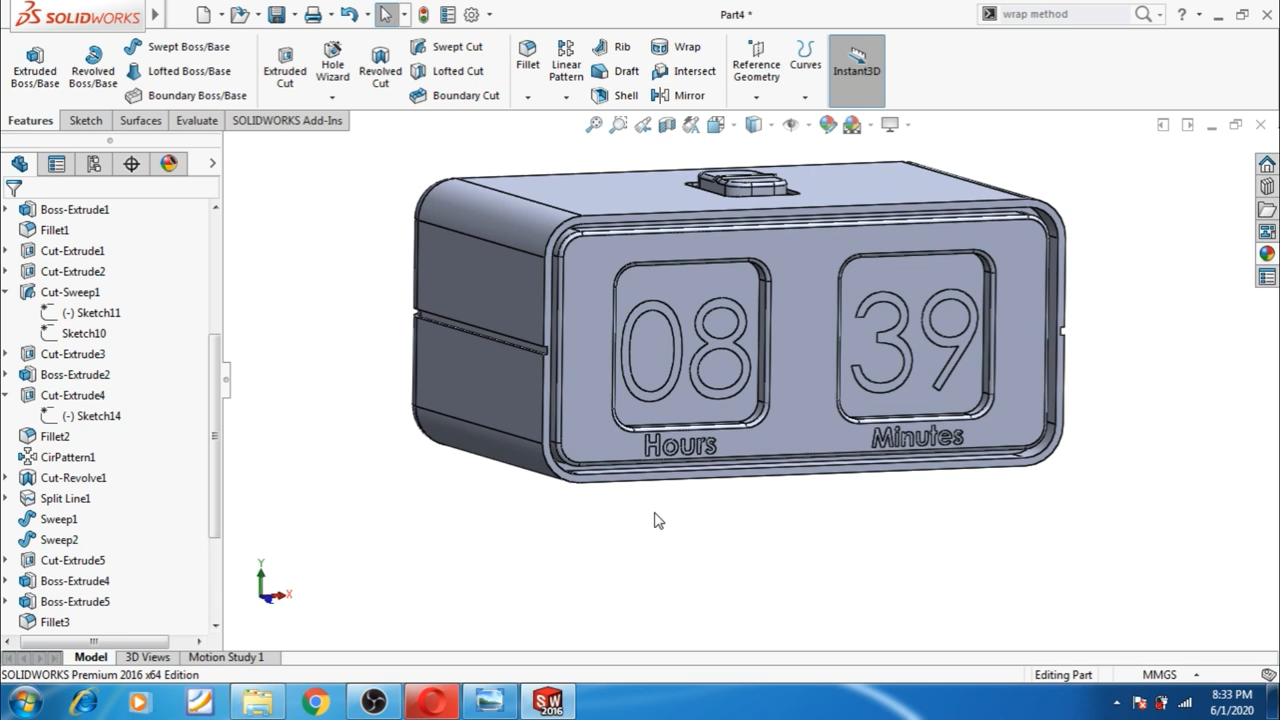 SOLIDWORKS
Part4 *
wrap method
Extruded Boss/Base
Revolved Boss/Base
Swept Boss/Base
Lofted Boss/Base
Boundary Boss/Base
Extruded Cut
Hole Wizard
Revolved Cut
Swept Cut
Lofted Cut
Boundary Cut
Fillet
Linear Pattern
Rib
Draft
Shell
Wrap
Intersect
Mirror
Reference Geometry
Curves
Instant3D
Features
Sketch
Surfaces
Evaluate
SOLIDWORKS Add-Ins
Boss-Extrude1
Fillet1
Cut-Extrude1
Cut-Extrude2
Cut-Sweep1
(-) Sketch11
Sketch10
Cut-Extrude3
Boss-Extrude2
Cut-Extrude4
(-) Sketch14
Fillet2
CirPattern1
Cut-Revolve1
Split Line1
Sweep1
Sweep2
Cut-Extrude5
Boss-Extrude4
Boss-Extrude5
Fillet3
08
39
Hours
Minutes
Y
X
Model
3D Views
Motion Study 1
SOLIDWORKS Premium 2016 x64 Edition
Editing Part
MMGS
SW
2016
8:33 PM
6/1/2020